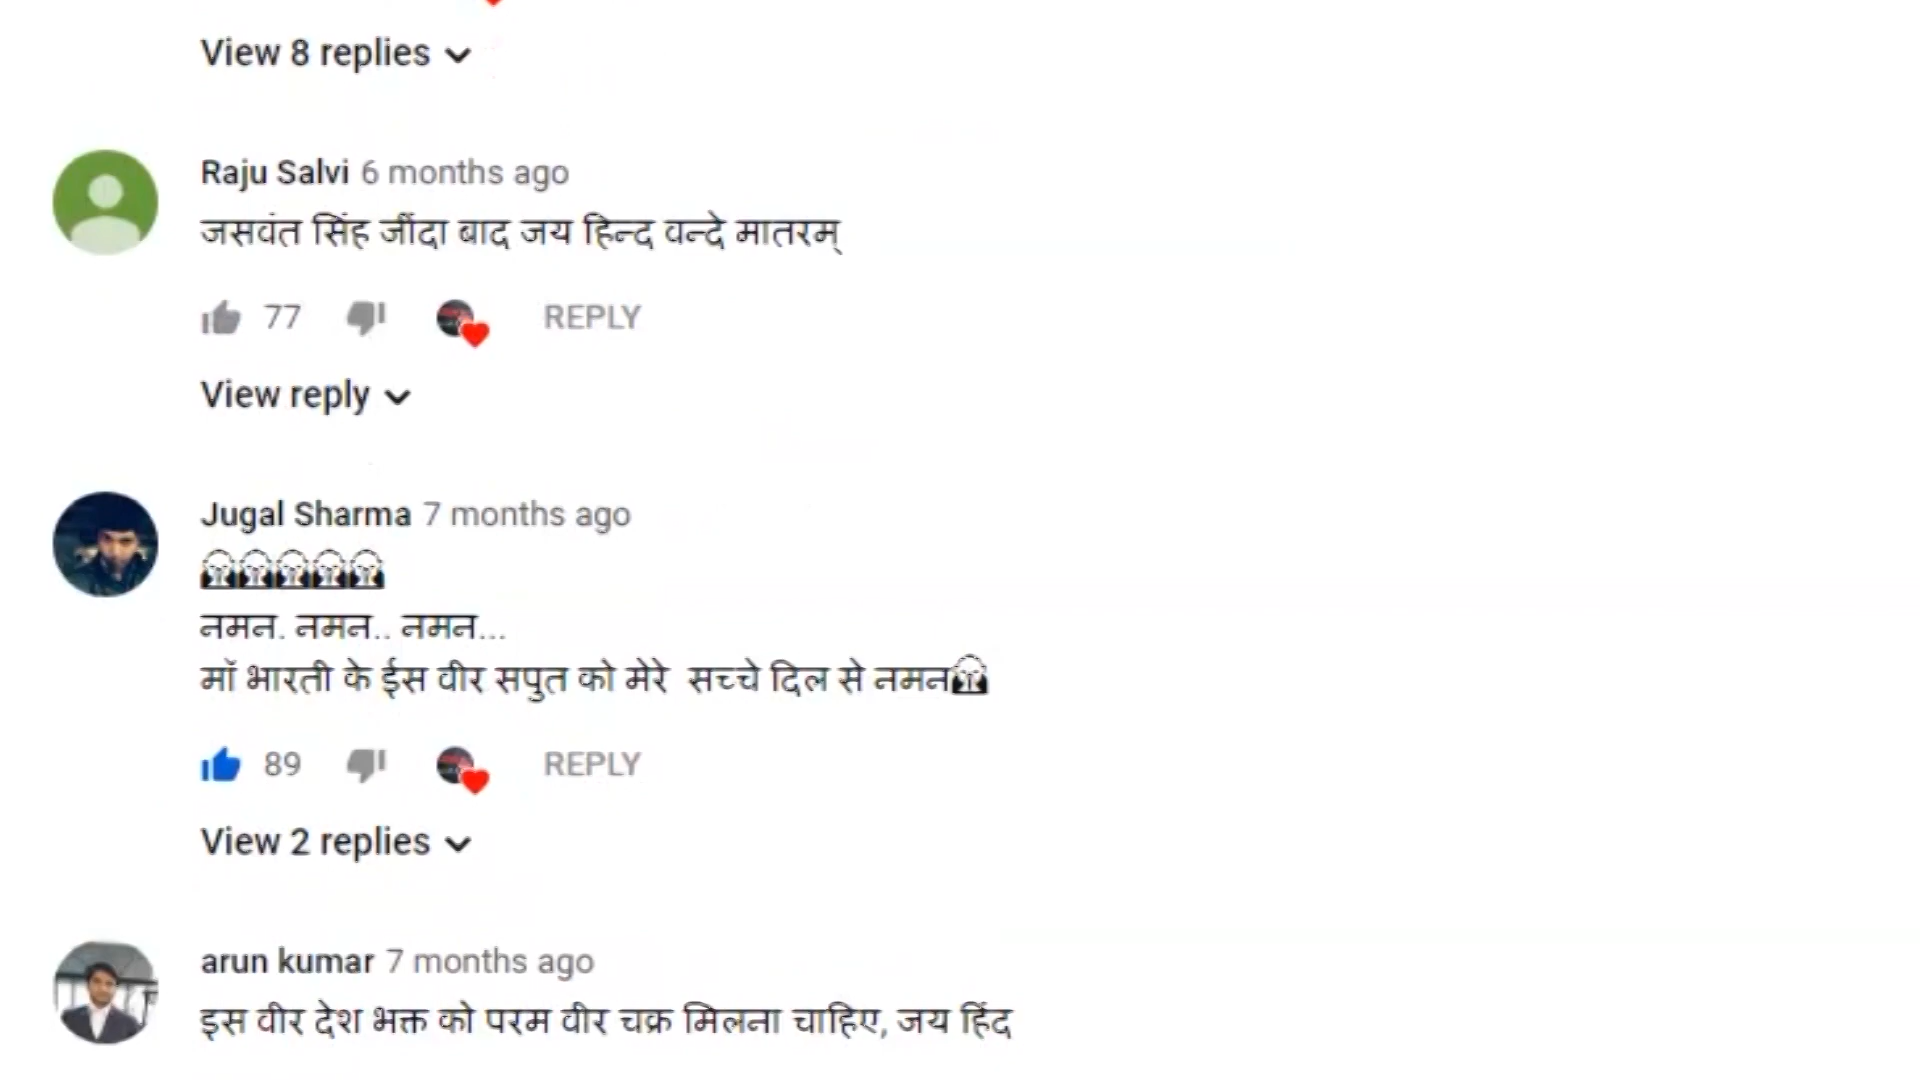 View 8 replies
Raju Salvi 6 months ago
जसवंत सिंह जींदा बाद जय हिन्द वन्दे मातरम्
77 REPLY
View reply
Jugal Sharma 7 months ago
नमन. नमन.. नमन...
मॉ भारती के ईस वीर सपुत को मेरे सच्चे दिल से नमन
89 REPLY
View 2 replies
arun kumar 7 months ago
इस वीर देश भक्त को परम वीर चक्र मिलना चाहिए, जय हिंद